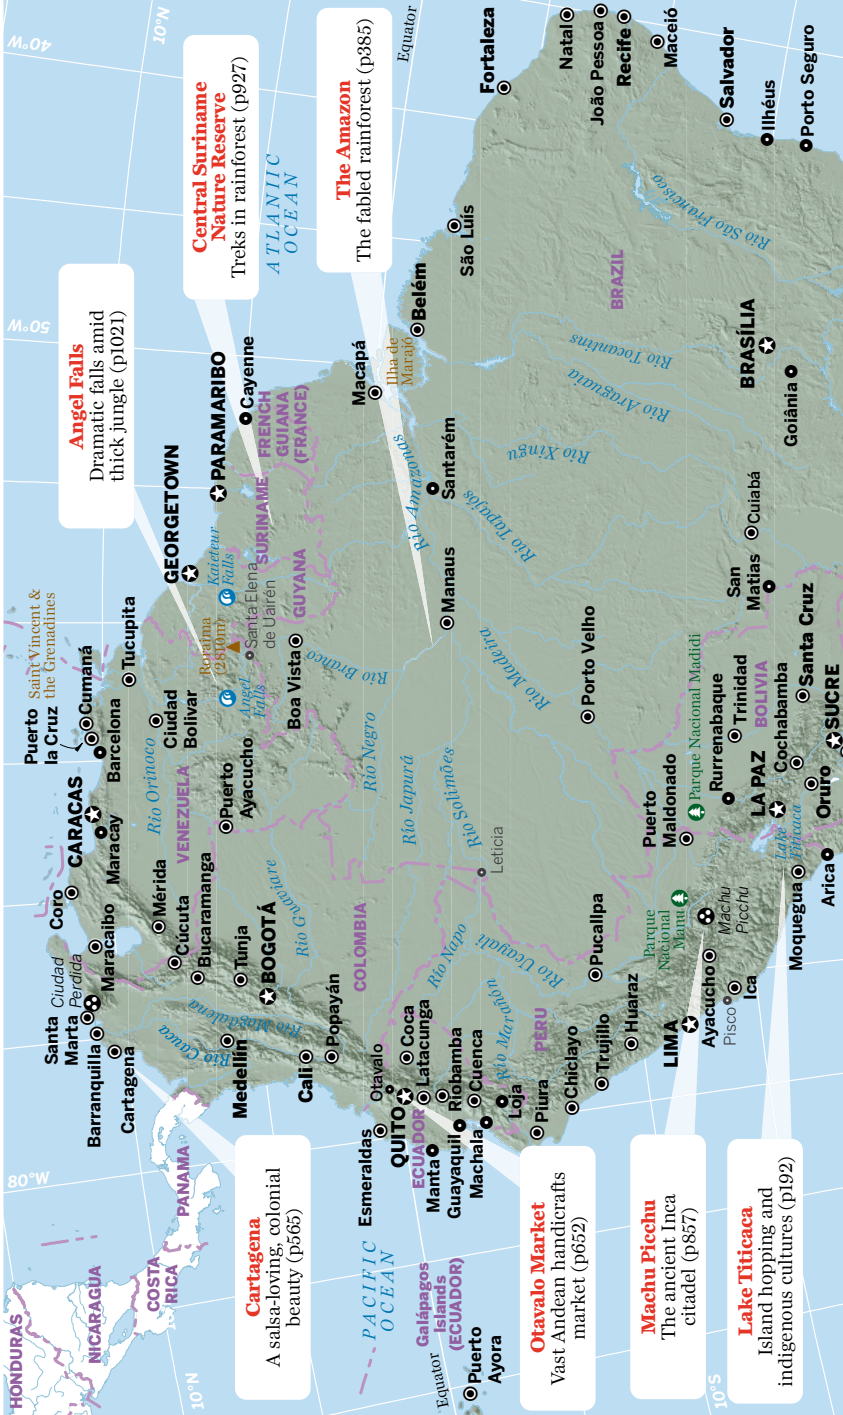 HONDURAS
NICARAGUA
COSTA
RICA
PANAMA
80°W
50°W
40°W
10°N
10°N
10°S
Equator
Equator
Cartagena
A salsa-loving, colonial
beauty (p565)
Otavalo Market
Vast Andean handicrafts
market (p652)
Machu Picchu
The ancient Inca
citadel (p857)
Lake Titicaca
Island hopping and
indigenous cultures (p192)
Angel Falls
Dramatic falls amid
thick jungle (p1021)
Central Suriname
Nature Reserve
Treks in rainforest (p927)
The Amazon
The fabled rainforest (p385)
ATLANTIC
OCEAN
PACIFIC
OCEAN
Galápagos
Islands
(ECUADOR)
Puerto
Ayora
Saint Vincent &
the Grenadines
Santa
Marta
Ciudad
Perdida
Barranquilla
Cartagena
Maracaibo
Coro
CARACAS
Maracay
Puerto
la Cruz
Cumaná
Barcelona
Tucupita
Mérida
Cucuta
Bucaramanga
Tunja
BOGOTÁ
Medellín
Cali
Popayán
Río Cauca
Río Magdalena
Río Guaviare
Río Orinoco
VENEZUELA
Ciudad
Bolívar
Puerto
Ayacucho
Angel
Falls
Roraima
(2810m)
Santa Elena
de Uairén
Kaieteur
Falls
GEORGETOWN
PARAMARIBO
Cayenne
GUYANA
SURINAME
FRENCH
GUIANA
(FRANCE)
Boa Vista
Rio Branco
COLOMBIA
Rio Negro
Río Japurá
Rio Solimões
Leticia
Manaus
Rio Madeira
Rio Amazonas
Santarém
Rio Tapajós
Rio Xingu
Rio Araguaia
Rio Tocantins
Macapá
Ilha de
Marajó
Belém
São Luís
Fortaleza
Natal
João Pessoa
Recife
Maceió
Salvador
Ilhéus
Porto Seguro
Rio São Francisco
BRAZIL
BRASÍLIA
Goiânia
Cuiabá
Esmeraldas
Otavalo
QUITO
ECUADOR
Coca
Latacunga
Manta
Riobamba
Guayaquil
Cuenca
Machala
Loja
Río Napo
Río Marañón
Río Ucayali
Piura
PERU
Chiclayo
Trujillo
Huaraz
Pucallpa
LIMA
Ayacucho
Pisco
Ica
Parque
Nacional
Manu
Machu
Picchu
Puerto
Maldonado
Parque Nacional Madidi
Porto Velho
Rurrenabaque
Trinidad
BOLIVIA
San
Matías
LA PAZ
Lake
Titicaca
Cochabamba
Santa Cruz
Oruro
SUCRE
Moquegua
Arica